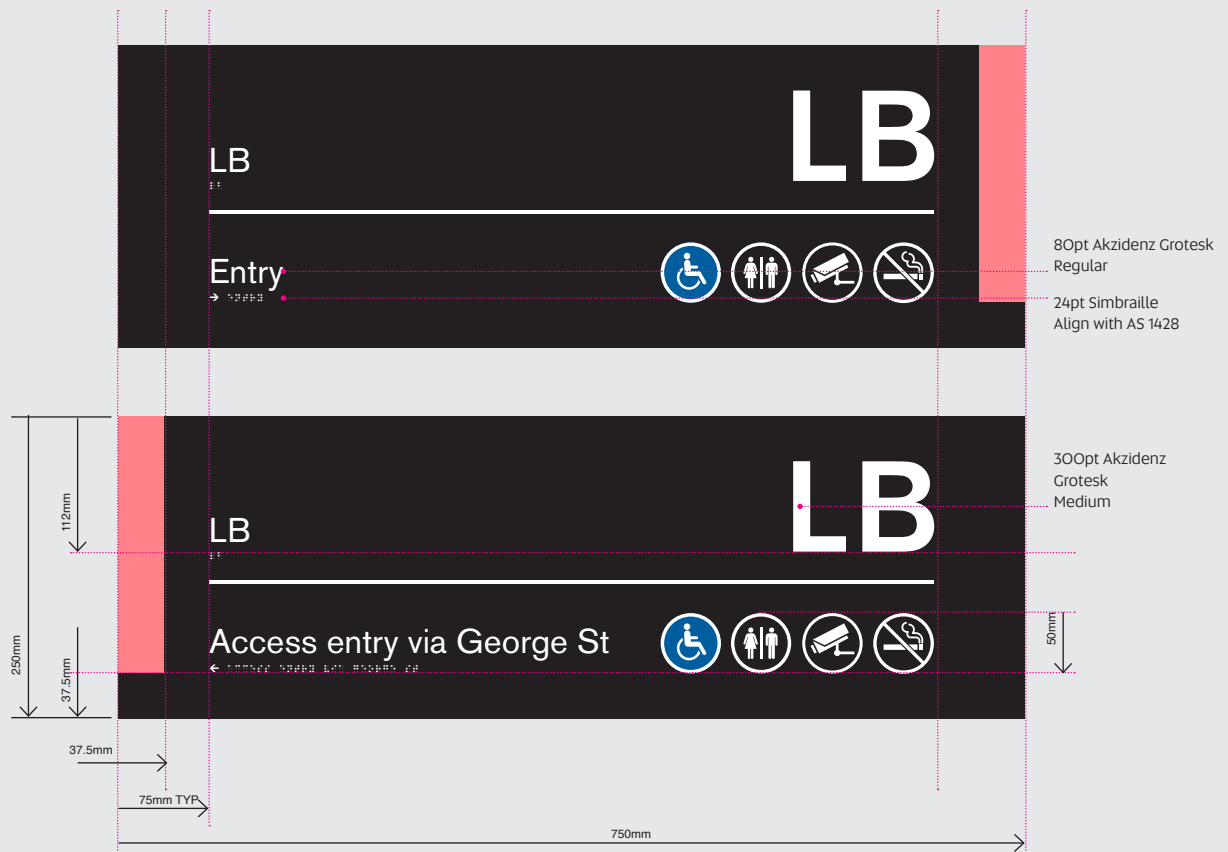 LB
LB
⠇⠃
Entry
80pt Akzidenz Grotesk
Regular
24pt Simbraille
Align with AS 1428
LB
LB
300pt Akzidenz
Grotesk
Medium
Access entry via George St
112mm
250mm
37.5mm
50mm
37.5mm
75mm TYP
750mm